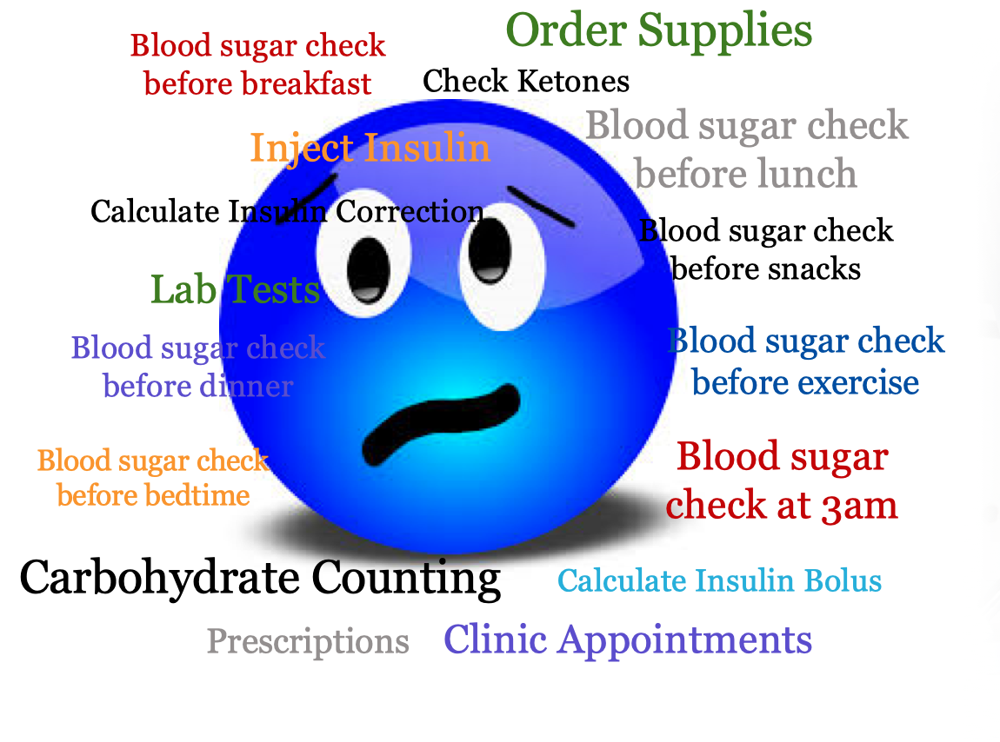 Order Supplies
Blood sugar check
before breakfast
Check Ketones
Blood sugar check
before lunch
Inject Insulin
Calculate Insulin Correction
Blood sugar check
before snacks
Lab Tests
Blood sugar check
before dinner
Blood sugar check
before exercise
Blood sugar check
before bedtime
Blood sugar
check at 3am
Carbohydrate Counting
Calculate Insulin Bolus
Prescriptions
Clinic Appointments